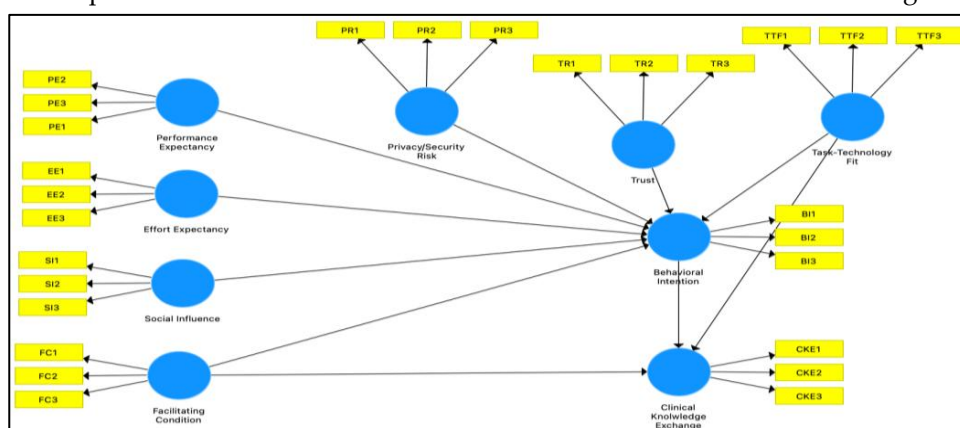 PR1
PR2
PR3
TTF1
TTF2
TTF3
TR1
TR2
TR3
PE2
PE3
PE1
Performance
Expectancy
Privacy/Security
Risk
Task-Technology
Fit
Trust
EE1
EE2
EE3
Effort Expectancy
BI1
BI2
BI3
Behavioral
Intention
SI1
SI2
SI3
Social Influence
FC1
FC2
FC3
Facilitating
Condition
CKE1
CKE2
CKE3
Clinical
Knolwledge
Exchange